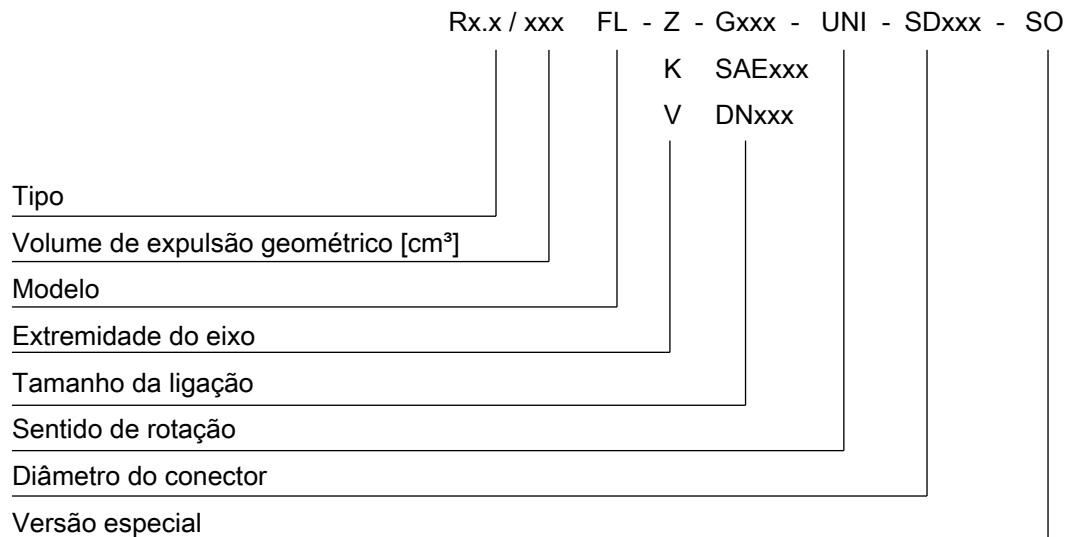 Rx.x / xxx FL - Z - Gxxx - UNI - SDxxx - SO
K SAExxx
V DNxxx
Tipo
Volume de expulsão geométrico [cm³]
Modelo
Extremidade do eixo
Tamanho da ligação
Sentido de rotação
Diâmetro do conector
Versão especial